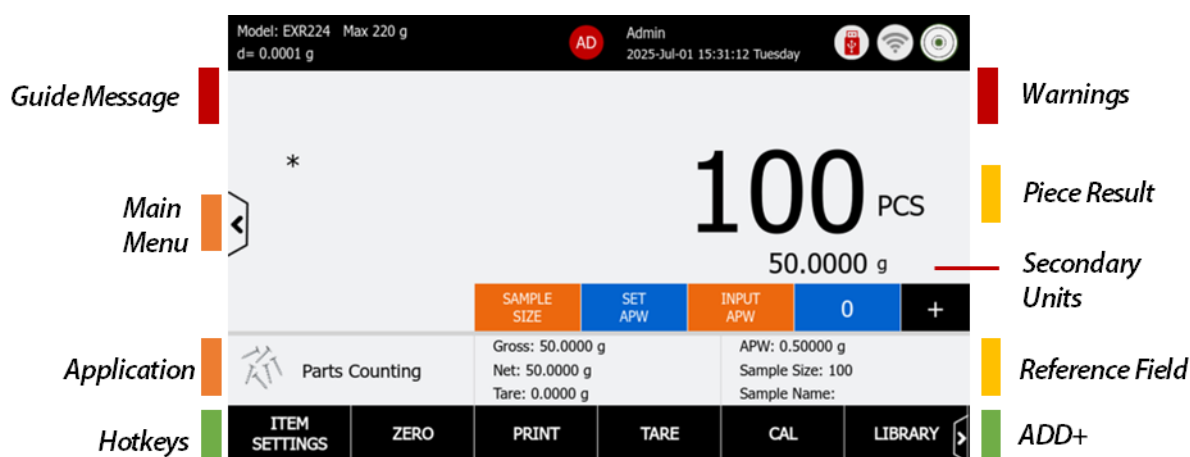 Model: EXR224 Max 220 g
d= 0.0001 g
AD
Admin
2025-Jul-01 15:31:12 Tuesday
Guide Message
Warnings
*
100 PCS
Piece Result
Main
Menu
50.0000 g
Secondary
Units
SAMPLE
SIZE
SET
APW
INPUT
APW
0
+
Application
Parts Counting
Gross: 50.0000 g
Net: 50.0000 g
Tare: 0.0000 g
APW: 0.50000 g
Sample Size: 100
Sample Name:
Reference Field
Hotkeys
ITEM
SETTINGS
ZERO
PRINT
TARE
CAL
LIBRARY
ADD+